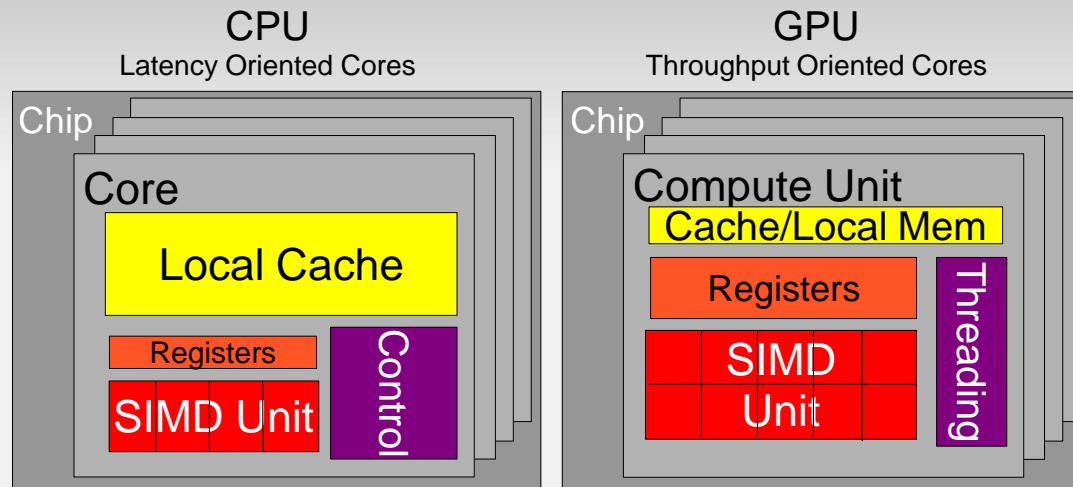 CPU
Latency Oriented Cores
Chip
Core
Local Cache
Registers
SIMD Unit
Control
GPU
Throughput Oriented Cores
Chip
Compute Unit
Cache/Local Mem
Registers
SIMD
Unit
Threading